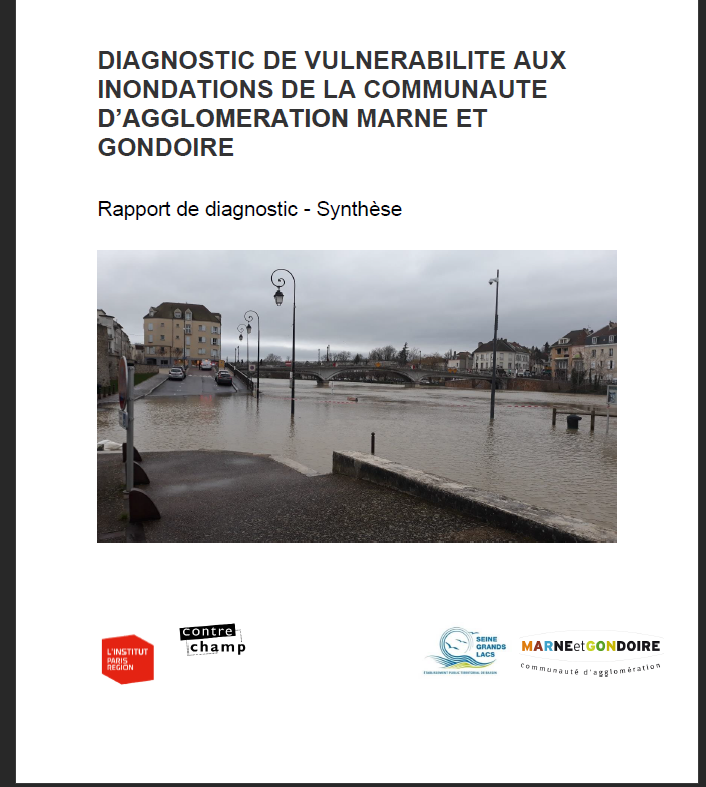 DIAGNOSTIC DE VULNERABILITE AUX
INONDATIONS DE LA COMMUNAUTE
D’AGGLOMERATION MARNE ET
GONDOIRE
Rapport de diagnostic - Synthèse
L'INSTITUT
PARIS
REGION
contre
champ
SEINE
GRANDS
LACS
ÉTABLISSEMENT PUBLIC TERRITORIAL DE BASSIN
MARNEetGONDOIRE
communauté d'agglomération